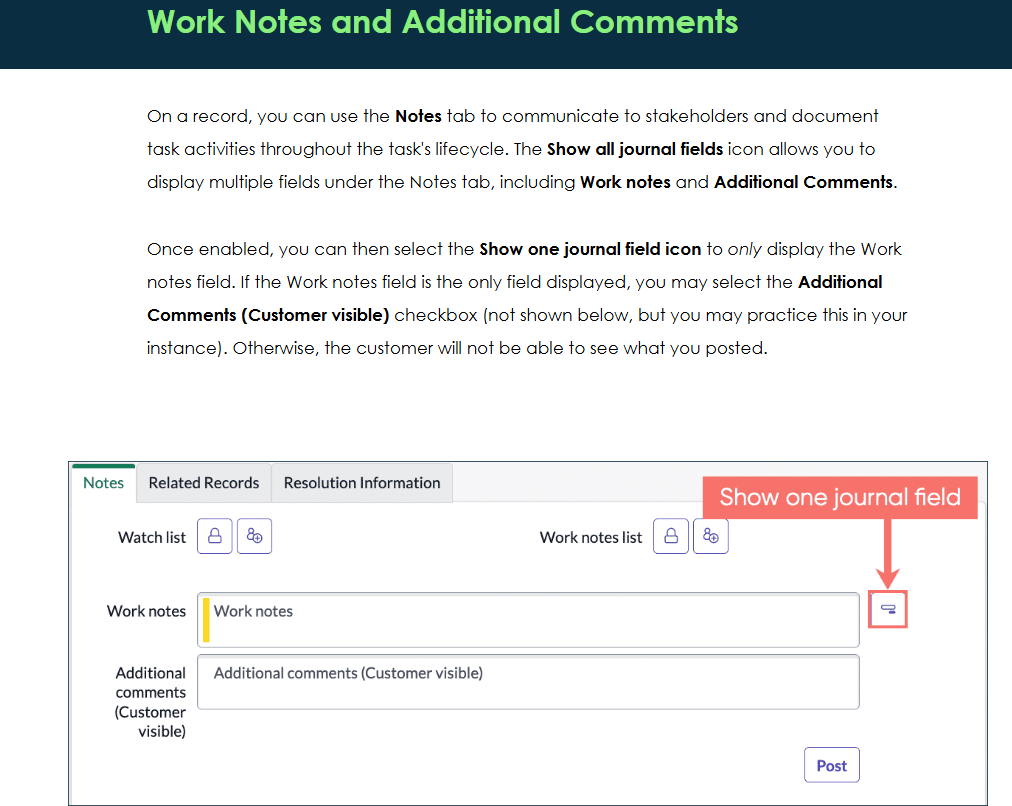 Work Notes and Additional Comments
On a record, you can use the Notes tab to communicate to stakeholders and document
task activities throughout the task's lifecycle. The Show all journal fields icon allows you to
display multiple fields under the Notes tab, including Work notes and Additional Comments.
Once enabled, you can then select the Show one journal field icon to only display the Work
notes field. If the Work notes field is the only field displayed, you may select the Additional
Comments (Customer visible) checkbox (not shown below, but you may practice this in your
instance). Otherwise, the customer will not be able to see what you posted.
Notes Related Records Resolution Information
Show one journal field
Watch list Work notes list
Work notes Work notes
Additional Additional comments (Customer visible)
comments
(Customer
visible)
Post